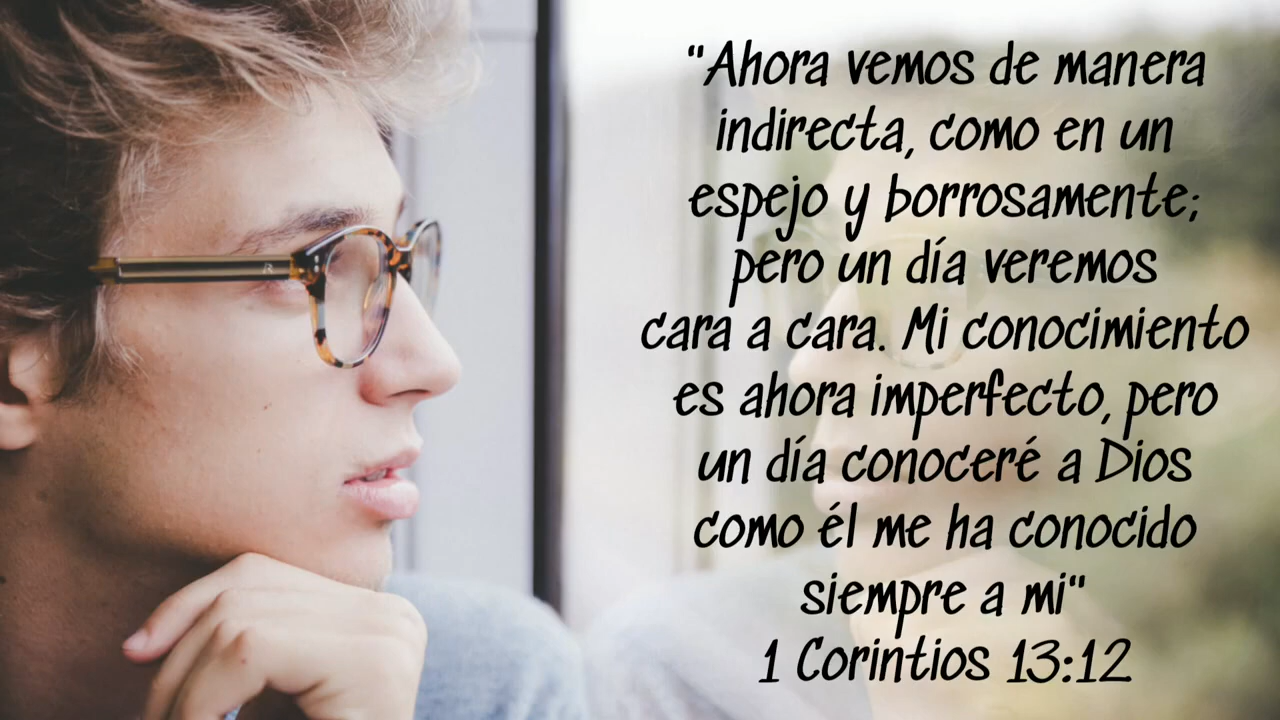 "Ahora vemos de manera
indirecta, como en un
espejo y borrosamente;
pero un día veremos
cara a cara. Mi conocimiento
es ahora imperfecto, pero
un día conoceré a Dios
como él me ha conocido
siempre a mi"
1 Corintios 13:12